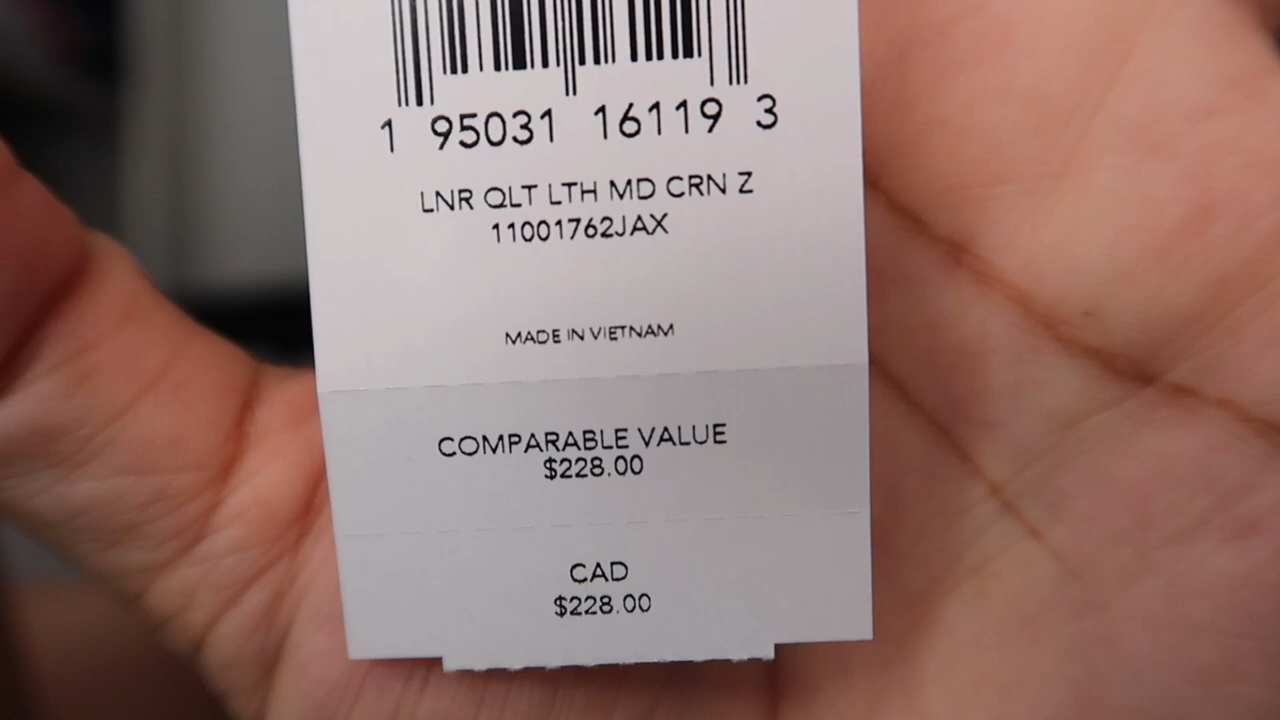 1 95031 16119 3
LNR QLT LTH MD CRN Z
11001762JAX
MADE IN VIETNAM
COMPARABLE VALUE
$228.00
CAD
$228.00